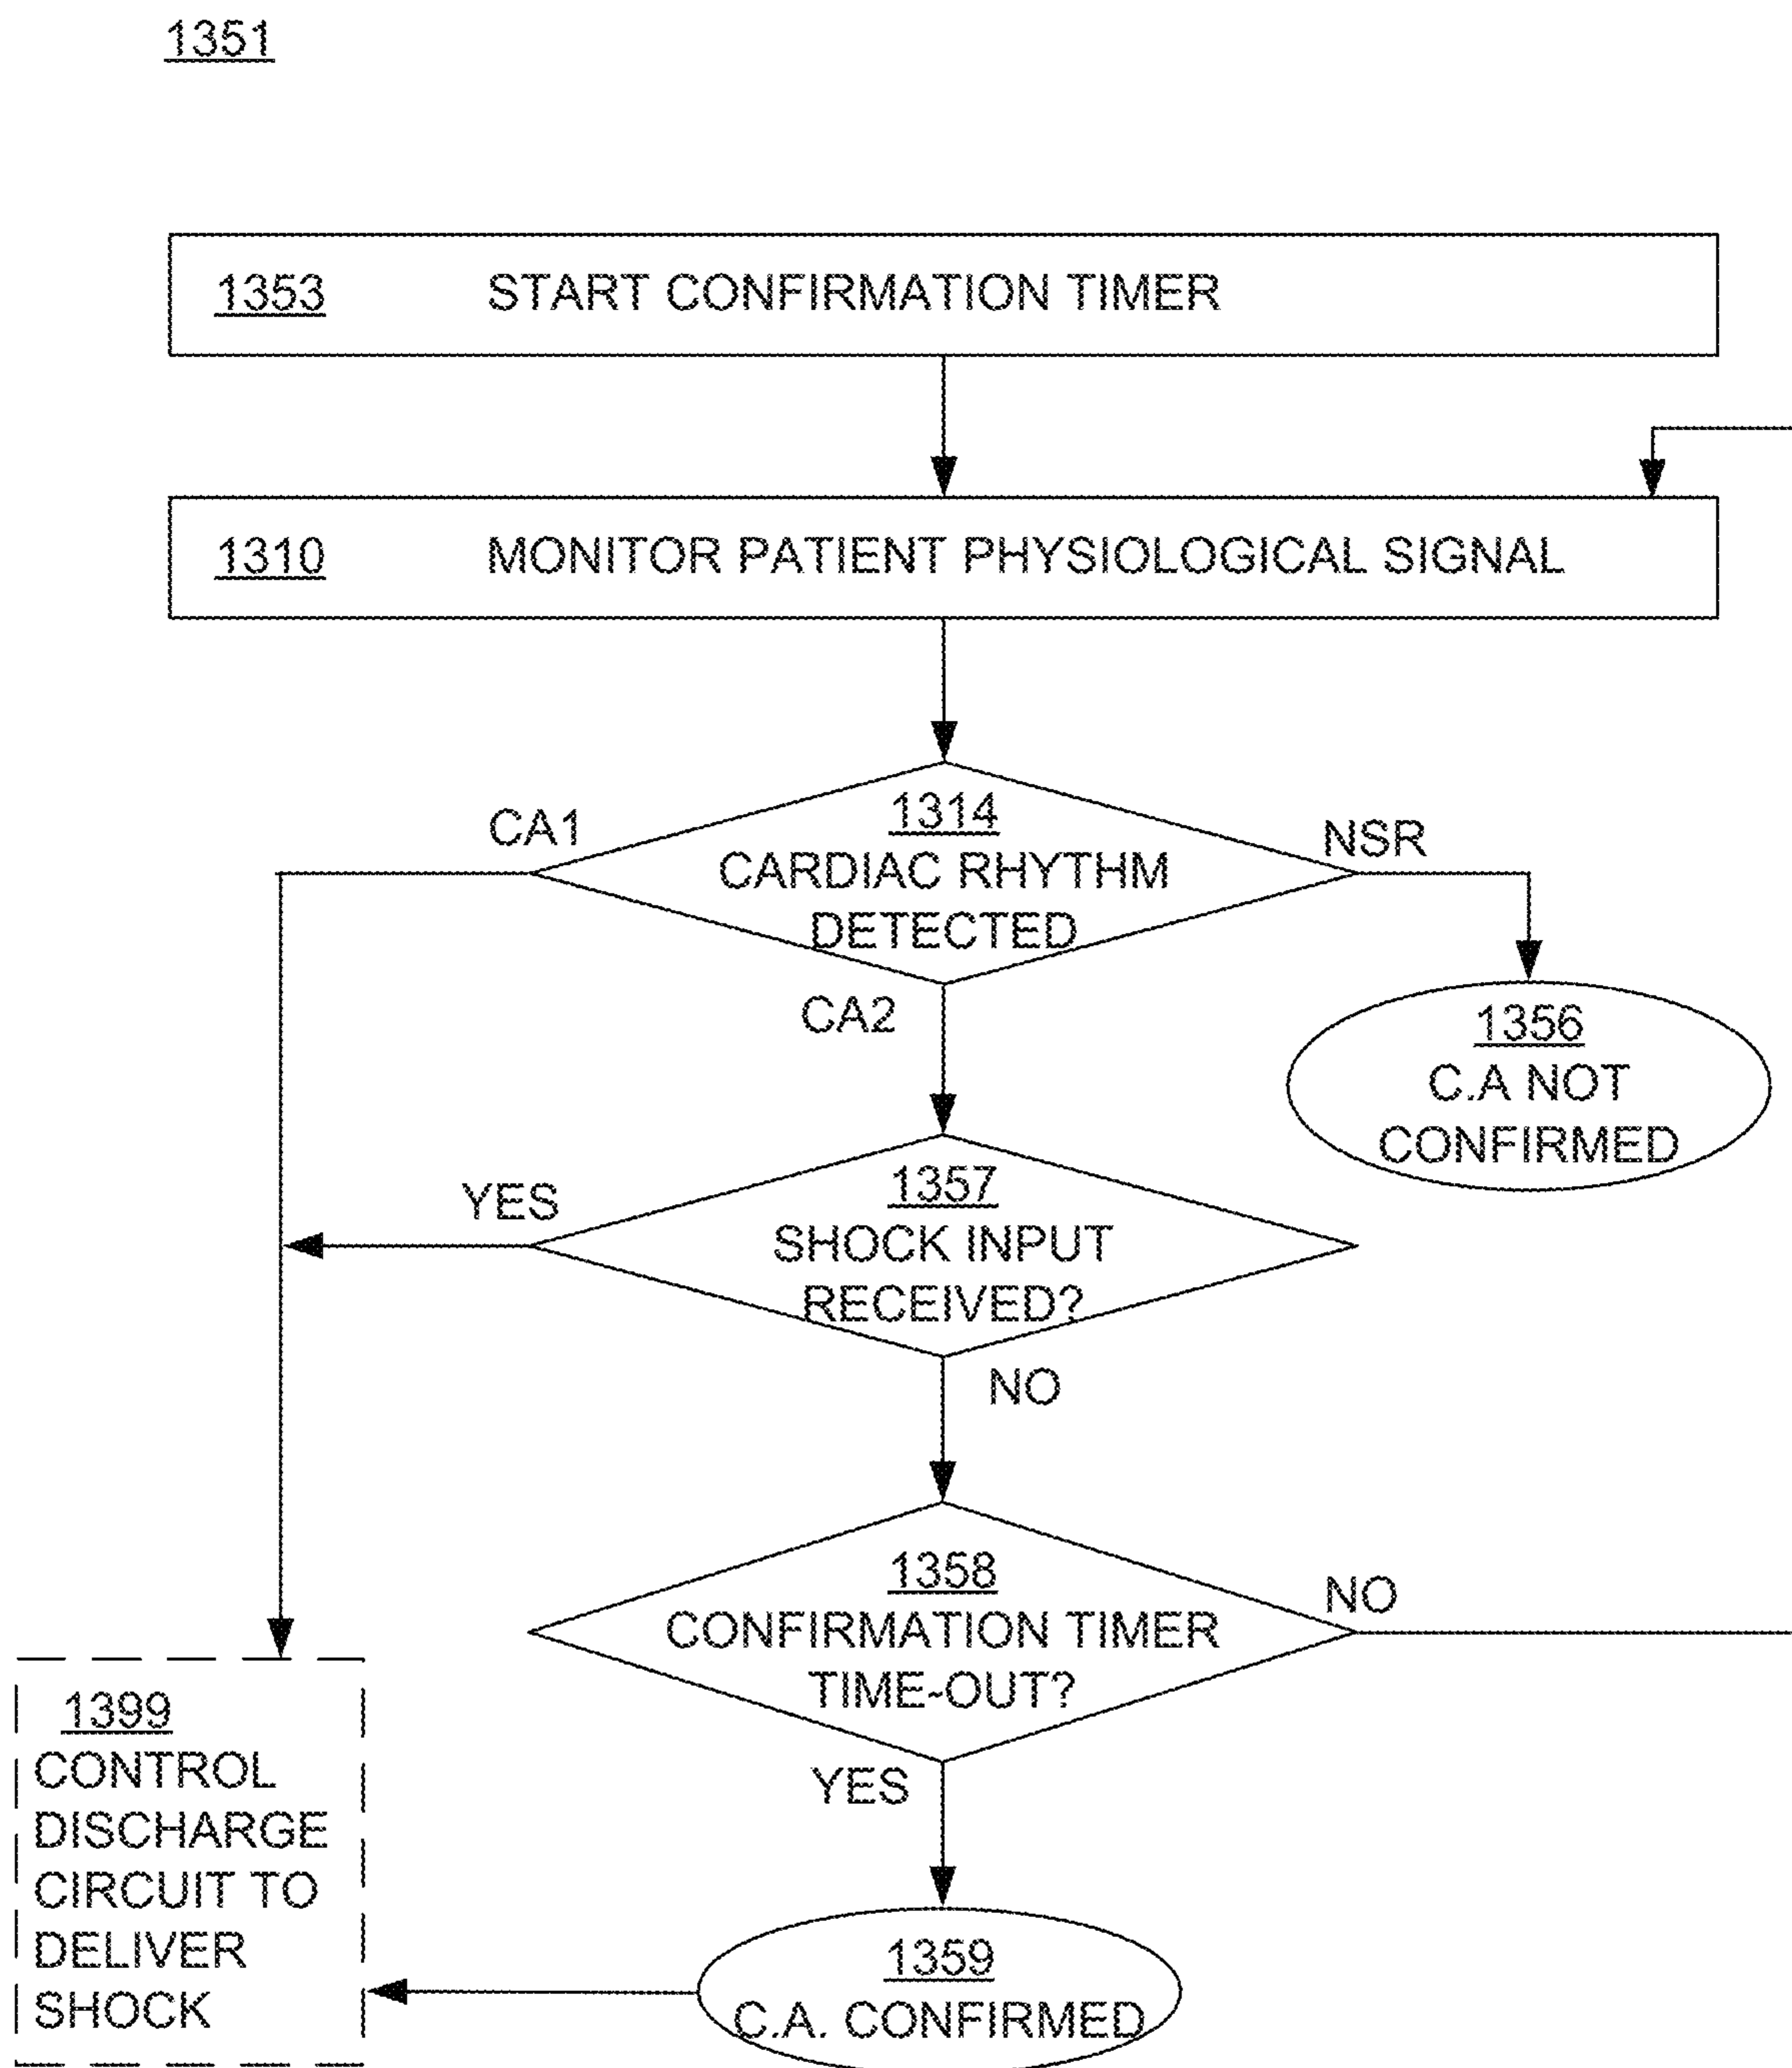 1351
1353 START CONFIRMATION TIMER
1310 MONITOR PATIENT PHYSIOLOGICAL SIGNAL
CA1
1314
CARDIAC RHYTHM
DETECTED
NSR
CA2
1356
C.A NOT
CONFIRMED
YES
1357
SHOCK INPUT
RECEIVED?
NO
1358
CONFIRMATION TIMER
TIME-OUT?
NO
YES
1399
CONTROL
DISCHARGE
CIRCUIT TO
DELIVER
SHOCK
1359
C.A. CONFIRMED